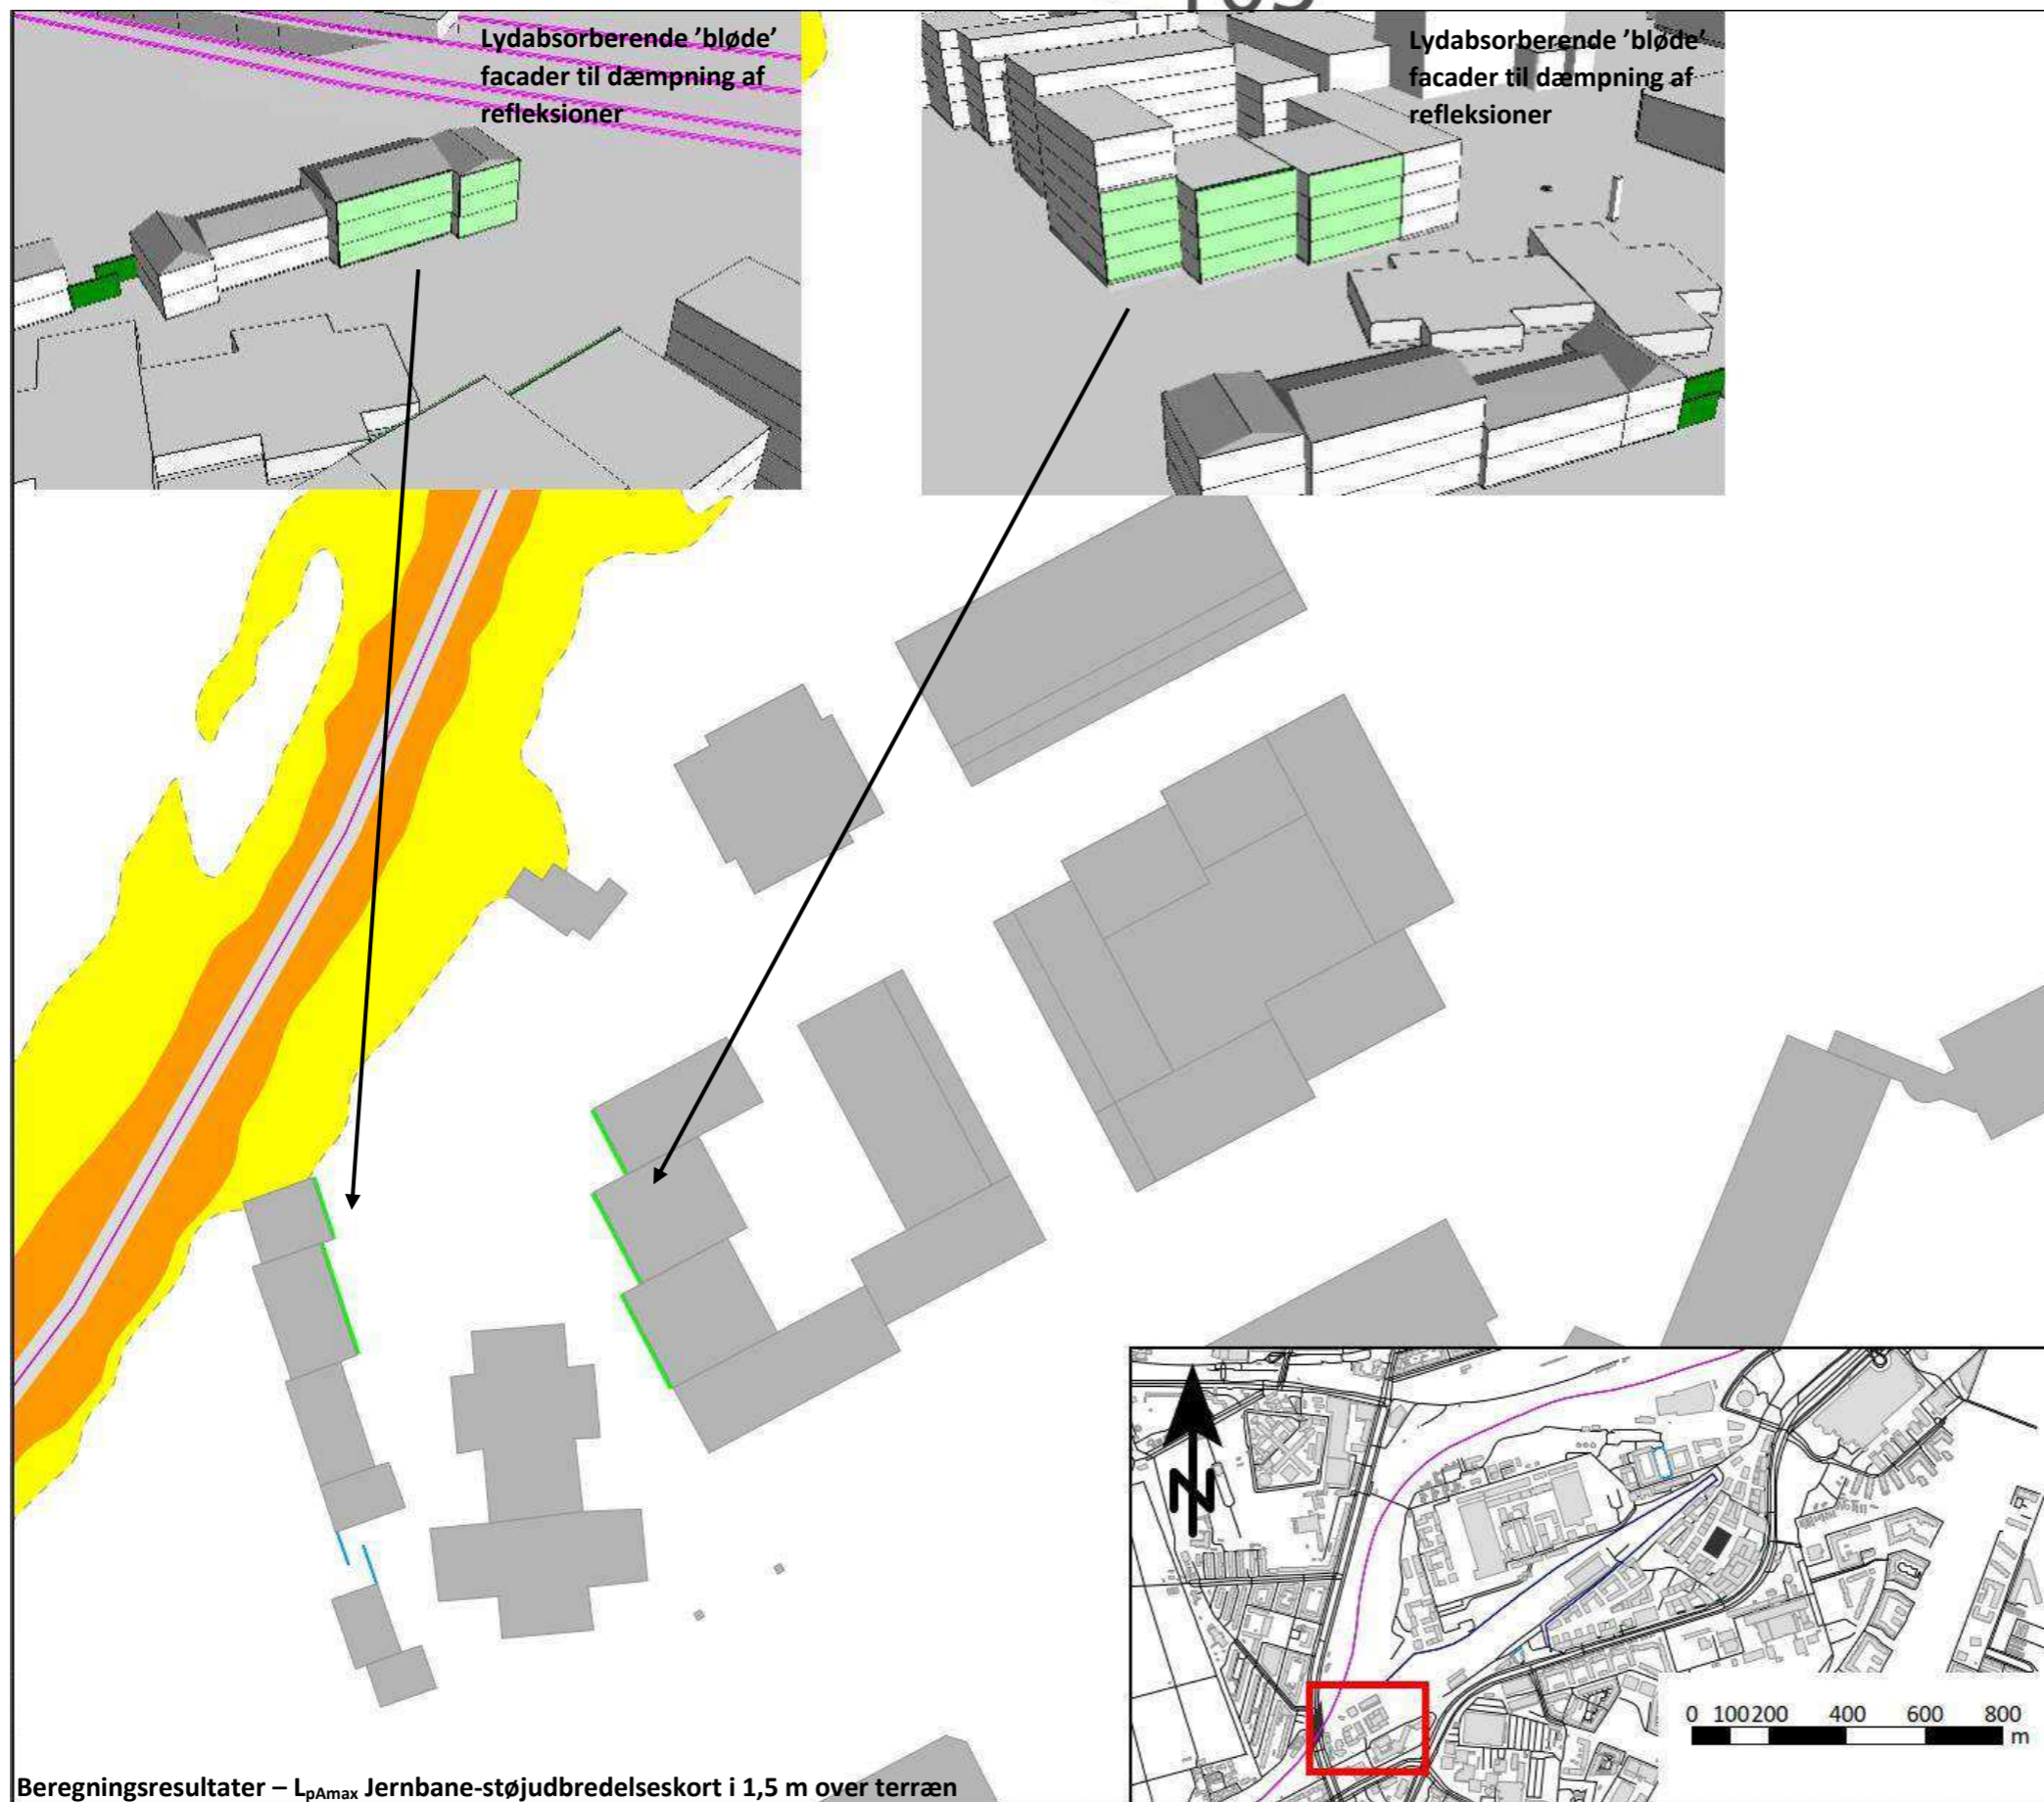 Lydabsorberende ’bløde’
facader til dæmpning af
refleksioner
Lydabsorberende ’bløde’
facader til dæmpning af
refleksioner
N
0 100 200 400 600 800
m
Beregningsresultater – LpAmax Jernbane-støjudbredelseskort i 1,5 m over terræn